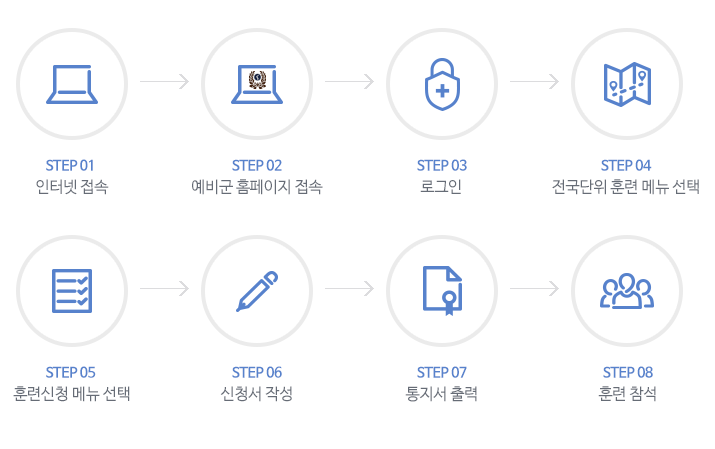 STEP 01
인터넷 접속
STEP 02
예비군 홈페이지 접속
STEP 03
로그인
STEP 04
전국단위 훈련 메뉴 선택
STEP 05
훈련신청 메뉴 선택
STEP 06
신청서 작성
STEP 07
통지서 출력
STEP 08
훈련 참석